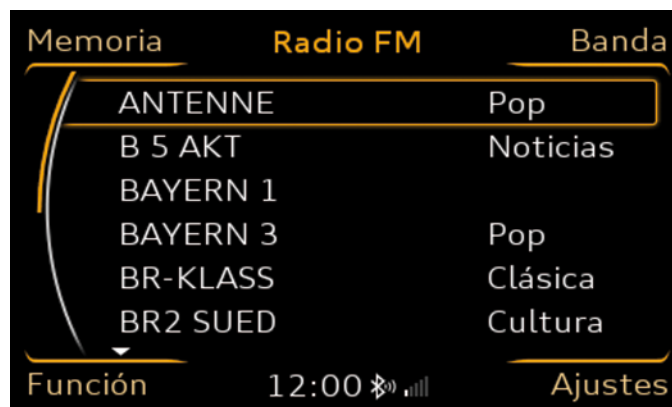 Memoria Radio FM Banda
ANTENNE Pop
B 5 AKT Noticias
BAYERN 1
BAYERN 3 Pop
BR-KLASS Clásica
BR2 SUED Cultura
Función 12:00 Ajustes